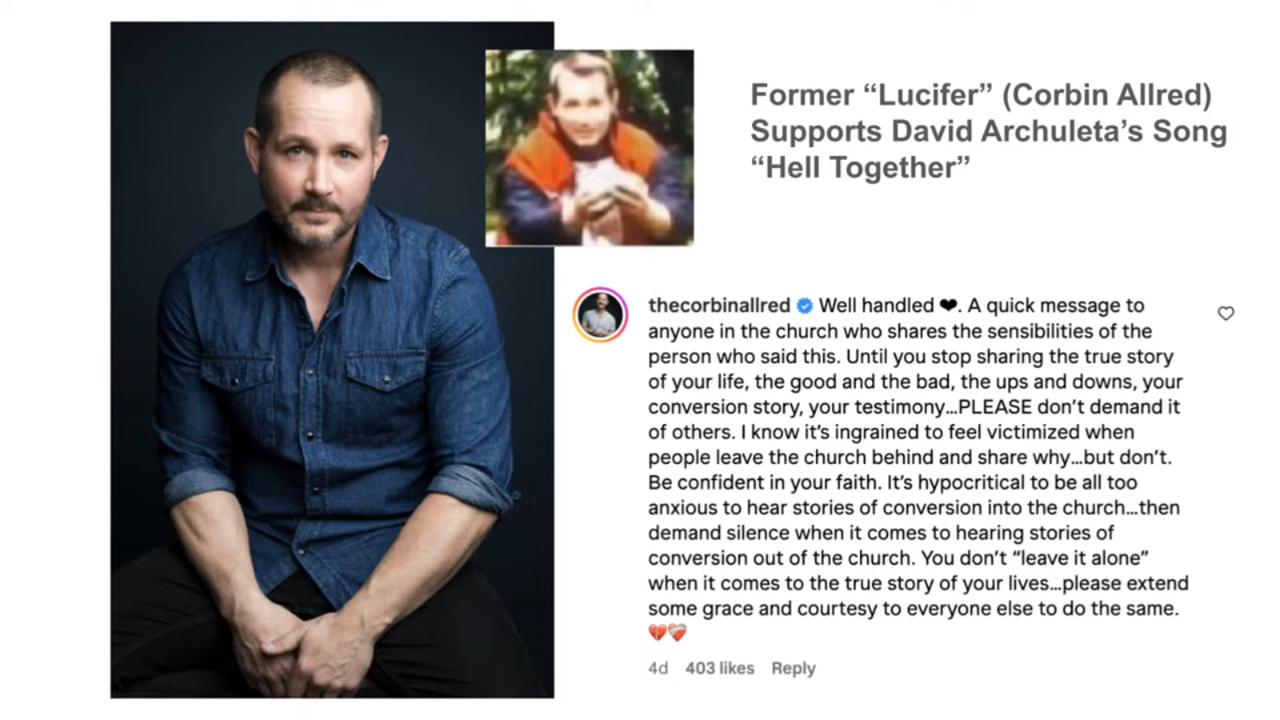 Former “Lucifer” (Corbin Allred)
Supports David Archuleta’s Song
“Hell Together”
thecorbinallred Well handled 🖤. A quick message to
anyone in the church who shares the sensibilities of the
person who said this. Until you stop sharing the true story
of your life, the good and the bad, the ups and downs, your
conversion story, your testimony…PLEASE don’t demand it
of others. I know it’s ingrained to feel victimized when
people leave the church behind and share why…but don’t.
Be confident in your faith. It’s hypocritical to be all too
anxious to hear stories of conversion into the church…then
demand silence when it comes to hearing stories of
conversion out of the church. You don’t “leave it alone”
when it comes to the true story of your lives…please extend
some grace and courtesy to everyone else to do the same.
💔❤️‍🩹
4d 403 likes Reply